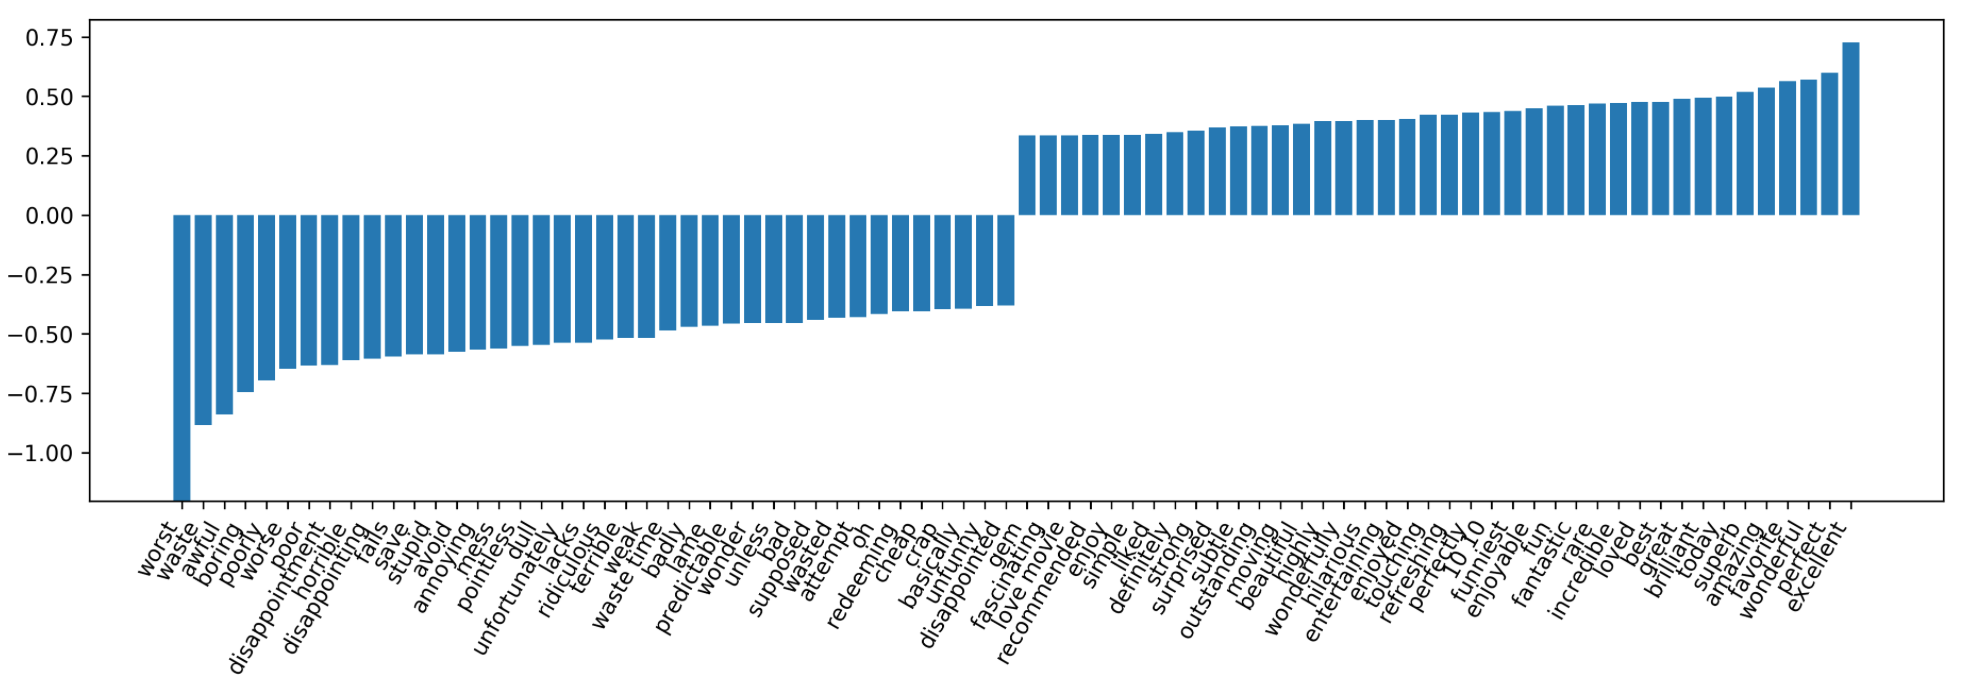 0.75
0.50
0.25
0.00
−0.25
−0.50
−0.75
−1.00
worst
waste
awful
boring
poorly
worse
poor
disappointment
horrible
disappointing
fails
save
stupid
avoid
annoying
mess
pointless
dull
unfortunately
lacks
ridiculous
terrible
weak
waste time
badly
lame
predictable
wonder
unless
bad
supposed
wasted
attempt
oh
redeeming
cheap
crap
basically
unfunny
disappointed
gem
fascinating
love movie
recommended
enjoy
simple
liked
definitely
strong
surprised
subtle
outstanding
moving
beautiful
highly
wonderfully
hilarious
entertaining
enjoyed
touching
refreshing
perfectly
10 10
funniest
enjoyable
fun
fantastic
rare
incredible
loved
best
great
brilliant
today
superb
amazing
favorite
wonderful
perfect
excellent